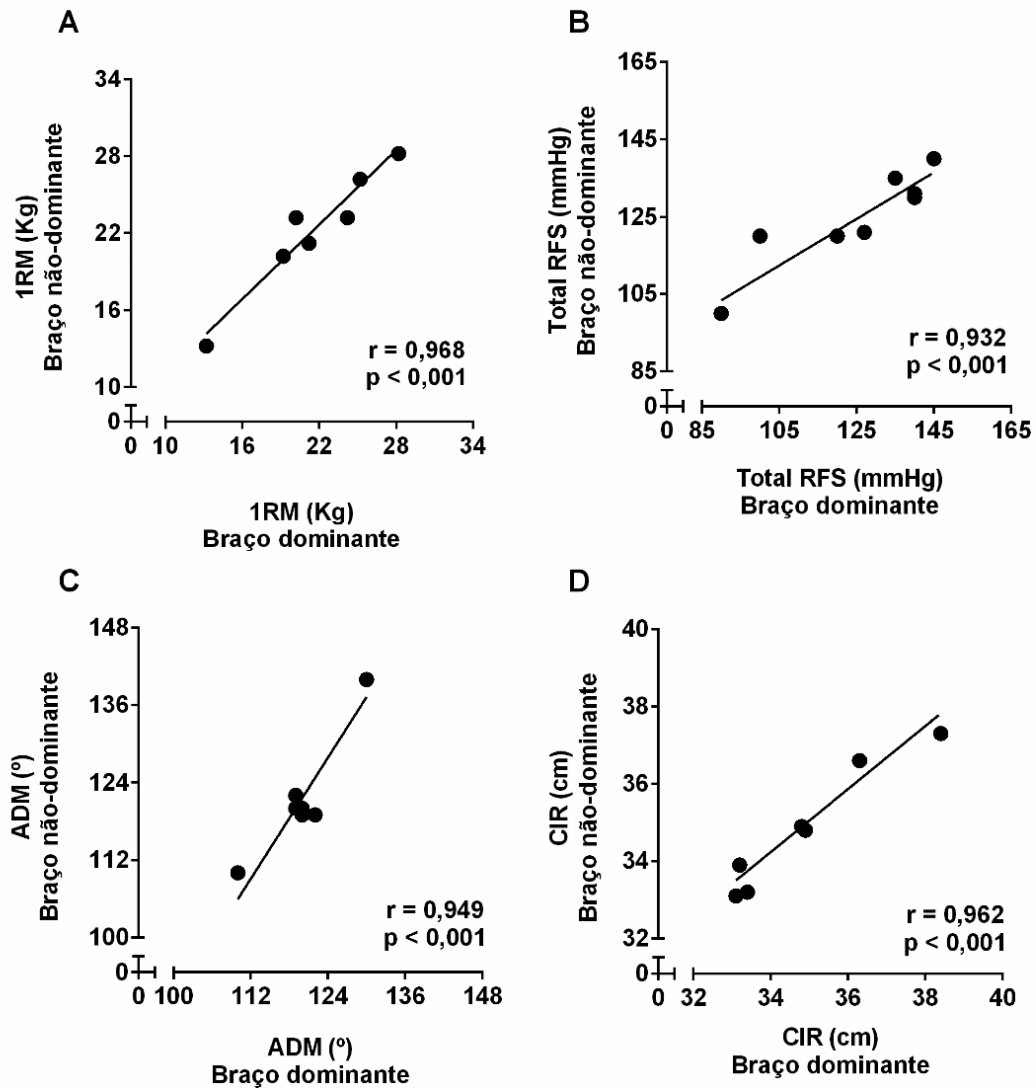 A
34
28
22
16
10
0
1RM (Kg)
Braço não-dominante
r = 0,968
p < 0,001
0 10 16 22 28 34
1RM (Kg)
Braço dominante
B
165
145
125
105
85
0
Total RFS (mmHg)
Braço não-dominante
r = 0,932
p < 0,001
0 85 105 125 145 165
Total RFS (mmHg)
Braço dominante
C
148
136
124
112
100
0
ADM (º)
Braço não-dominante
r = 0,949
p < 0,001
0 100 112 124 136 148
ADM (º)
Braço dominante
D
40
38
36
34
32
0
CIR (cm)
Braço não-dominante
r = 0,962
p < 0,001
0 32 34 36 38 40
CIR (cm)
Braço dominante